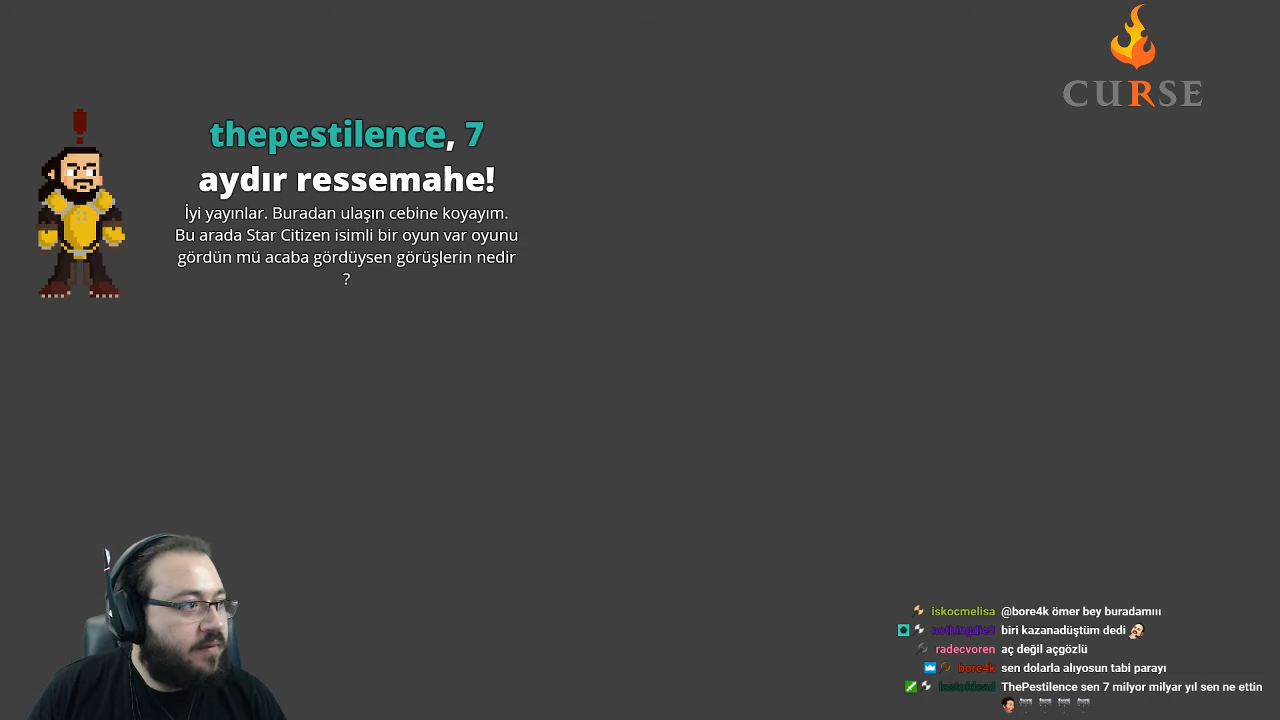 CURSE
thepestilence, 7
aydır ressemahe!
İyi yayınlar. Buradan ulaşın cebine koyayım.
Bu arada Star Citizen isimli bir oyun var oyunu
gördün mü acaba gördüysen görüşlerin nedir
?
iskocmelisa @bore4k ömer bey buradamııı
biri kazanadüştüm dedi
radecvoren aç değil açgözlü
bore4k sen dolarla alıyosun tabi parayı
ThePestilence sen 7 milyor milyar yıl sen ne ettin